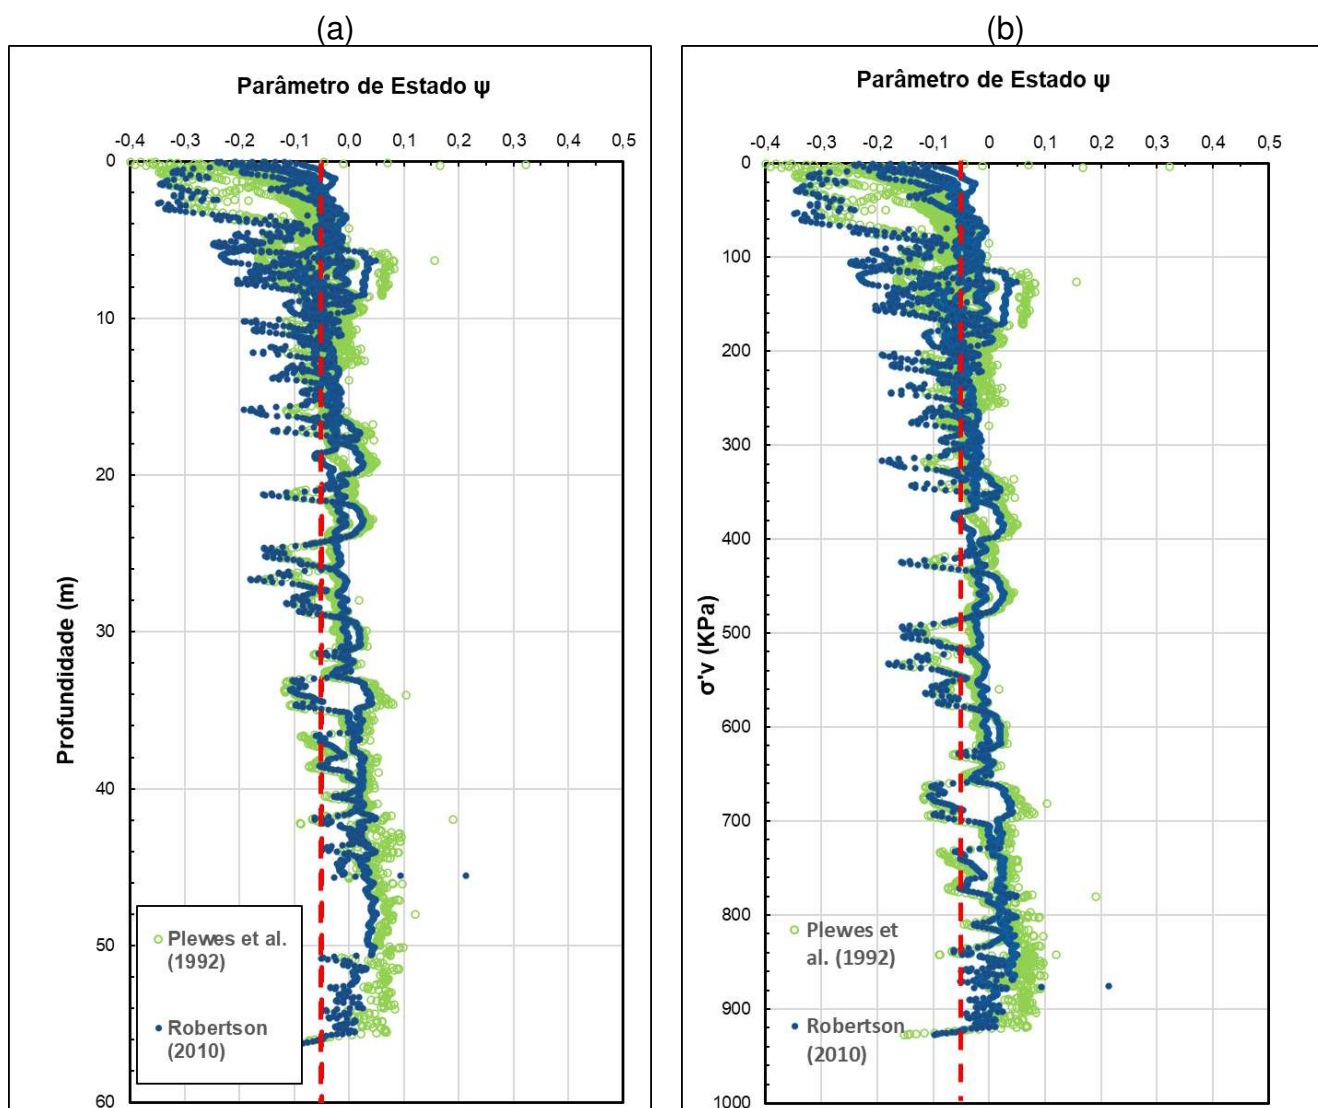 (a)
Parâmetro de Estado ψ
-0,4 -0,3 -0,2 -0,1 0,0 0,1 0,2 0,3 0,4 0,5
0
10
20
30
40
50
60
Profundidade (m)
Plewes et al.
(1992)
Robertson
(2010)
(b)
Parâmetro de Estado ψ
-0,4 -0,3 -0,2 -0,1 0 0,1 0,2 0,3 0,4 0,5
0
100
200
300
400
500
600
700
800
900
1000
σ'v (KPa)
Plewes et
al. (1992)
Robertson
(2010)